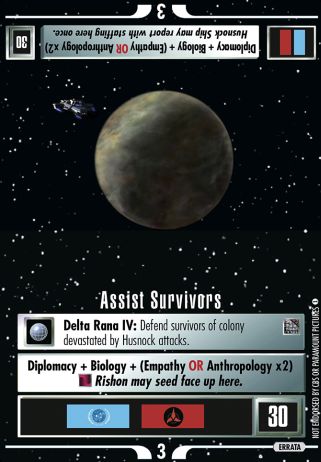 3
Diplomacy + Biology + (Empathy OR Anthropology x2)
Husnock Ship may report with staffing here once.
30
Assist Survivors
Delta Rana IV: Defend survivors of colony
devastated by Husnock attacks.
Diplomacy + Biology + (Empathy OR Anthropology x2)
Rishon may seed face up here.
30
3
ERRATA
NOT ENDORSED BY CBS OR PARAMOUNT PICTURES